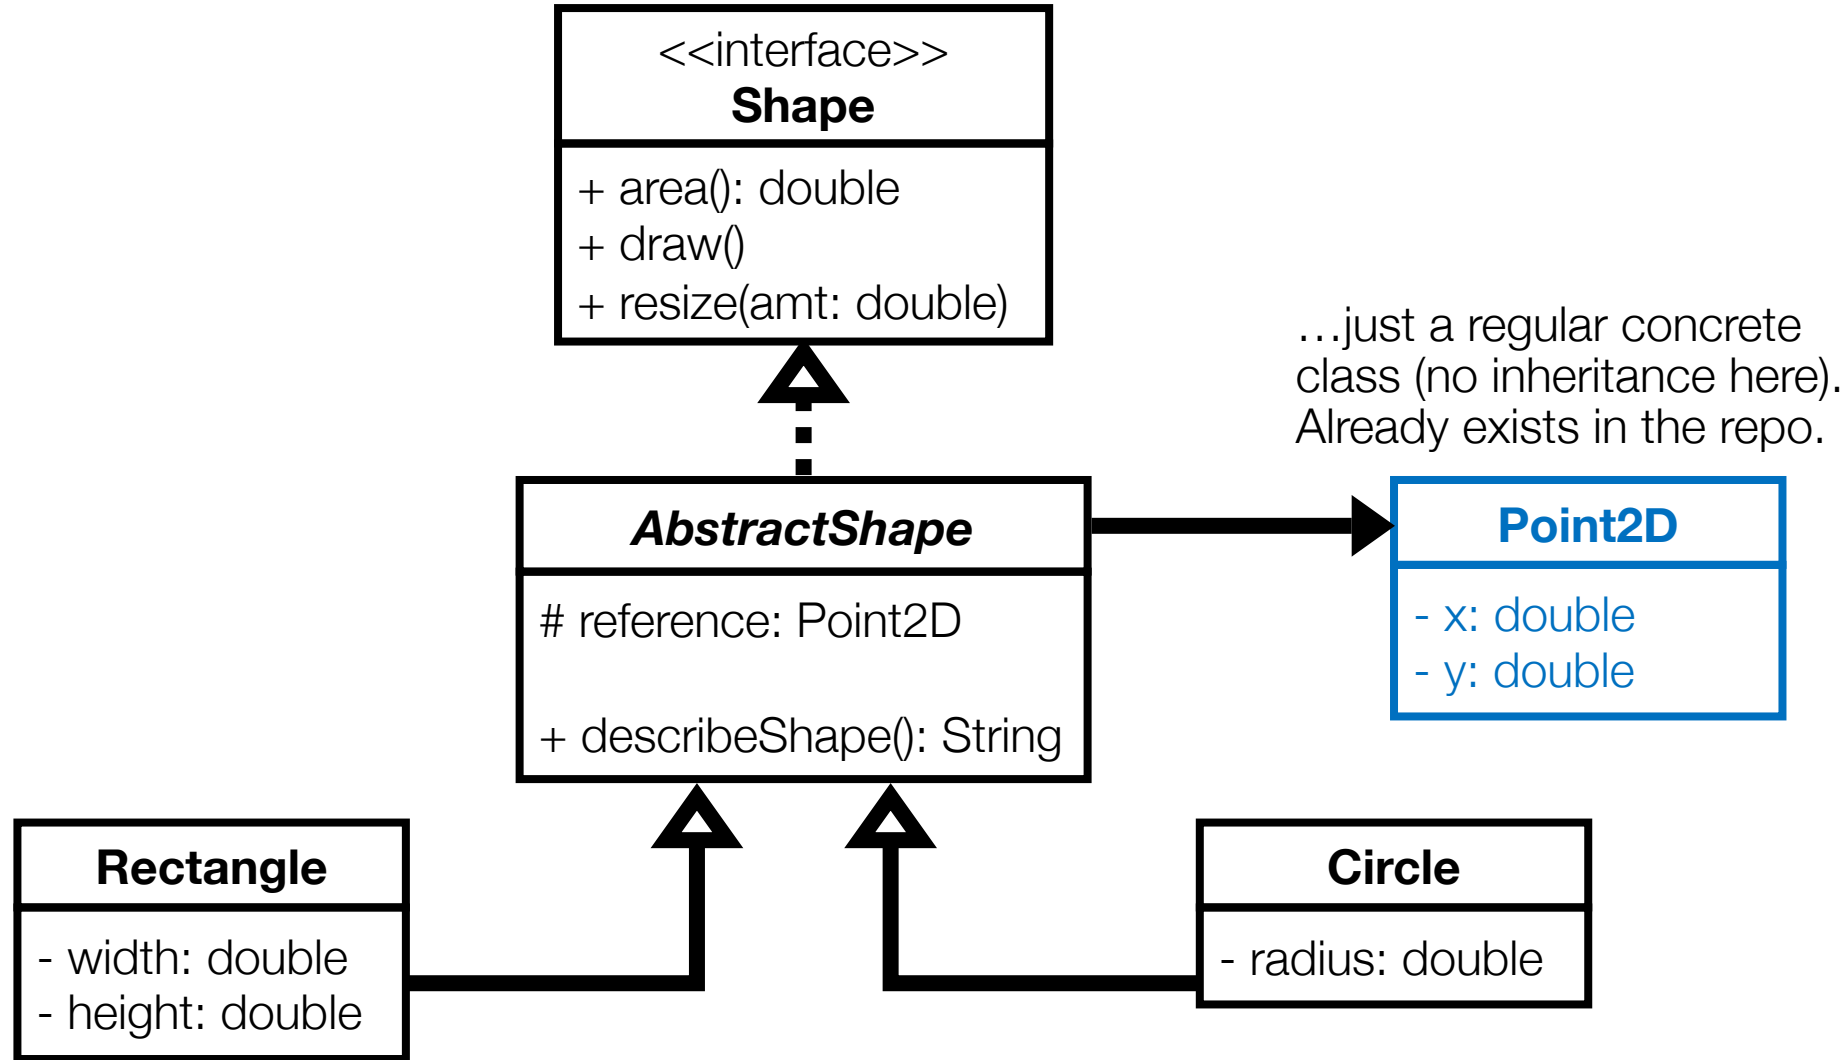 <<interface>>
Shape
+ area(): double
+ draw()
+ resize(amt: double)
…just a regular concrete
class (no inheritance here).
Already exists in the repo.
AbstractShape
# reference: Point2D
+ describeShape(): String
Point2D
- x: double
- y: double
Rectangle
- width: double
- height: double
Circle
- radius: double